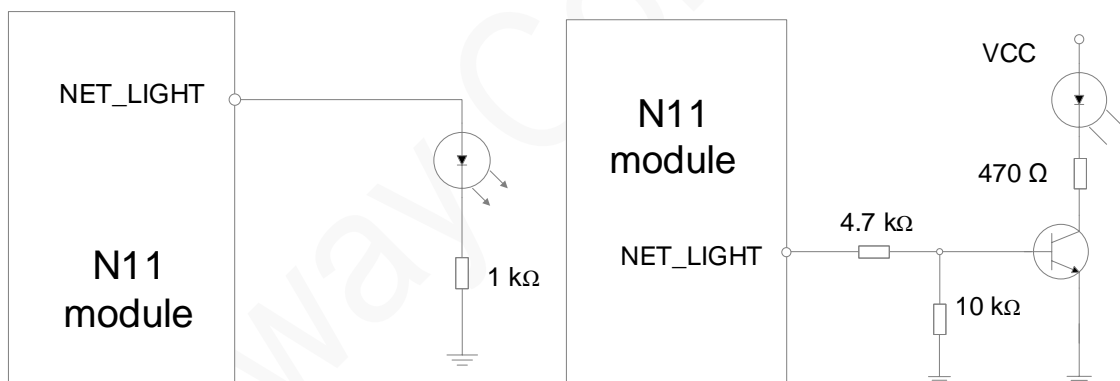 NET_LIGHT
N11
module
1 kΩ
N11
module
NET_LIGHT
VCC
470 Ω
4.7 kΩ
10 kΩ